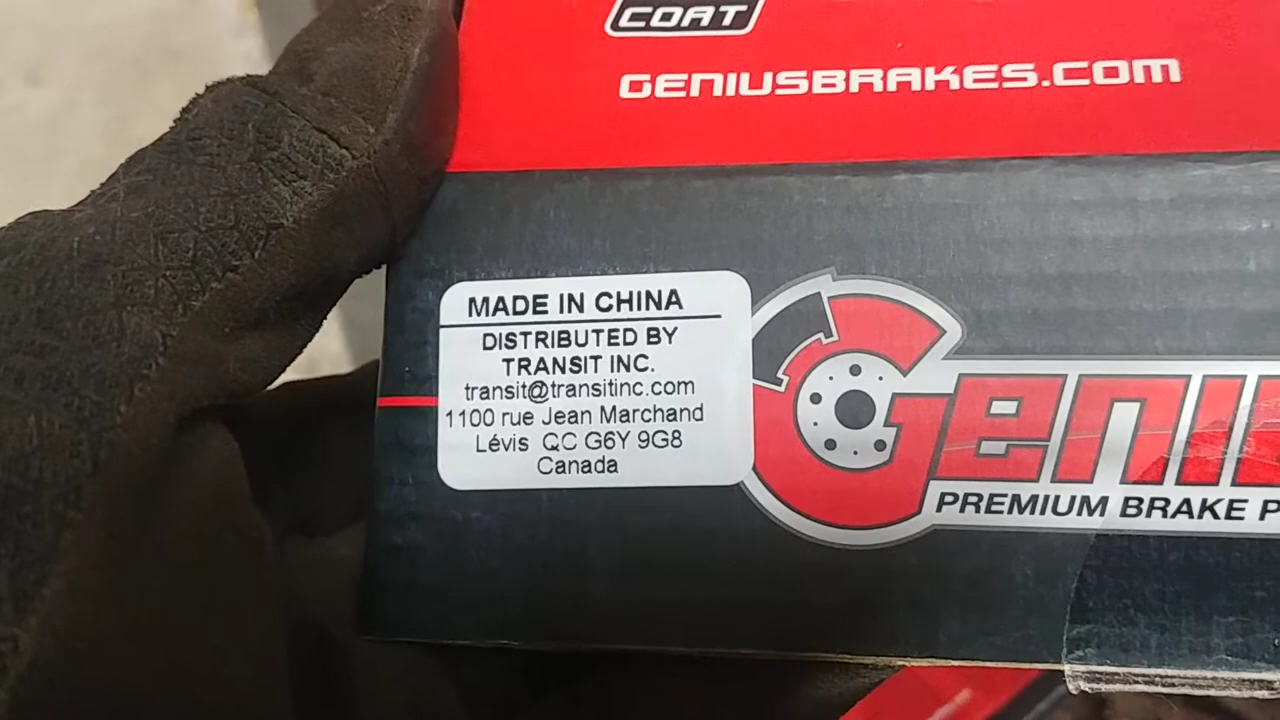 COAT
GENIUSBRAKES.COM
MADE IN CHINA
DISTRIBUTED BY
TRANSIT INC.
transit@transitinc.com
1100 rue Jean Marchand
Lévis QC G6Y 9G8
Canada
GENI
PREMIUM BRAKE P